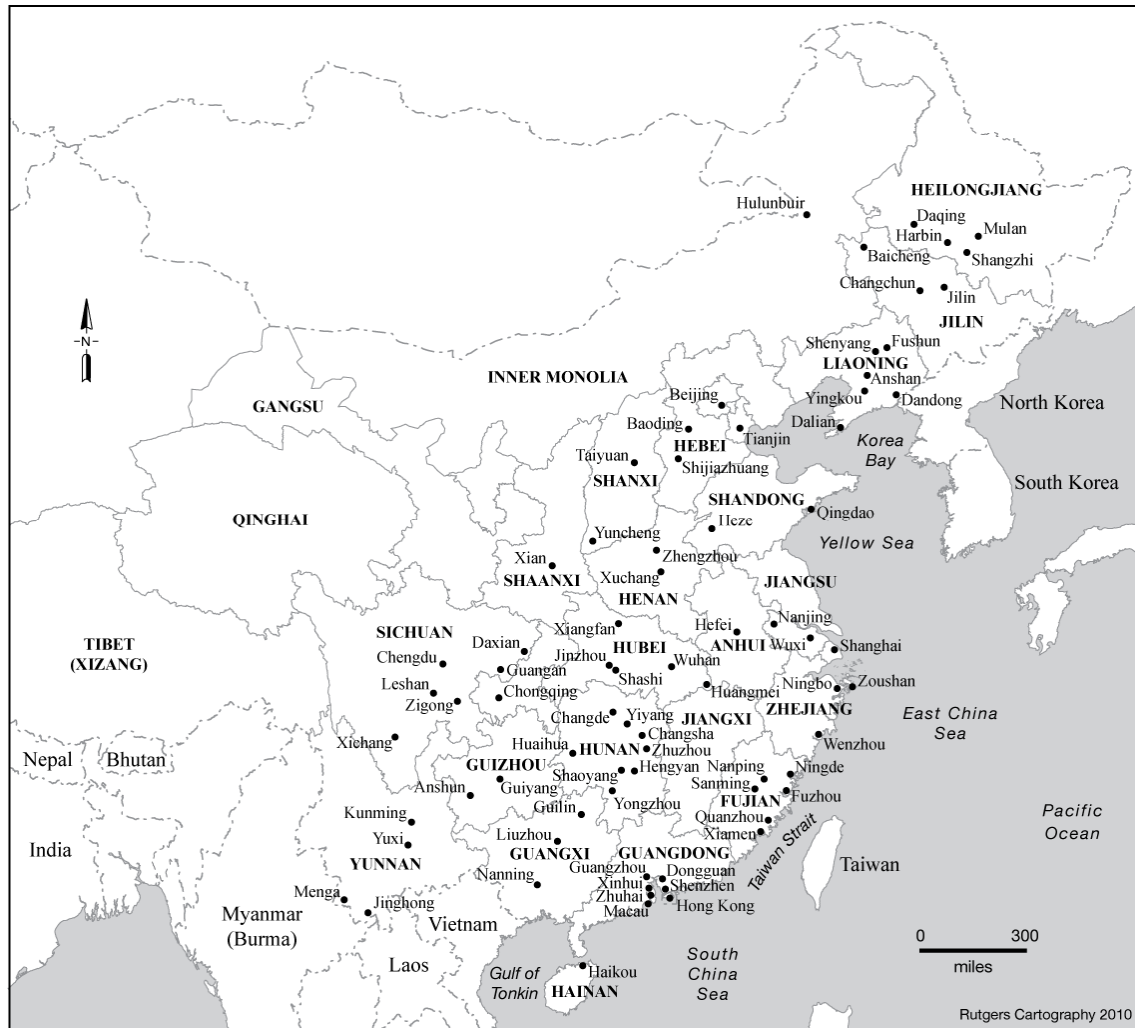 HEILONGJIANG
Hulunbuir
Daqing
Mulan
Harbin
Baicheng
Shangzhi
Changchun
Jilin
JILIN
N
Shenyang
Fushun
LIAONING
INNER MONOLIA
Anshan
Beijing
Yingkou
Dandong
North Korea
GANGSU
Baoding
Tianjin
Dalian
Korea
Bay
HEBEI
Taiyuan
Shijiazhuang
SHANXI
South Korea
SHANDONG
QINGHAI
Heze
Qingdao
Yuncheng
Yellow Sea
Zhengzhou
Xian
SHAANXI
Xuchang
JIANGSU
HENAN
Nanjing
SICHUAN
Xiangfan
Hefei
TIBET
(XIZANG)
Daxian
HUBEI
ANHUI
Wuxi
Shanghai
Chengdu
Jinzhou
Wuhan
Guangan
Shashi
Leshan
Chongqing
Huangmei
Ningbo
Zoushan
Zigong
ZHEJIANG
Changde
Yiyang
JIANGXI
East China
Sea
Changsha
Xichang
Huaihua
HUNAN
Zhuzhou
Wenzhou
Nepal
Bhutan
GUIZHOU
Shaoyang
Hengyan
Nanping
Ningde
Anshun
Guiyang
Sanming
Yongzhou
FUJIAN
Fuzhou
Kunming
Guilin
Quanzhou
Pacific
Ocean
Yuxi
Liuzhou
Xiamen
India
YUNNAN
GUANGXI
GUANGDONG
Taiwan Strait
Taiwan
Guangzhou
Dongguan
Nanning
Xinhui
Shenzhen
Menga
Zhuhai
Hong Kong
Jinghong
Macau
Myanmar
(Burma)
Vietnam
Laos
0 300
miles
Gulf of
Tonkin
Haikou
HAINAN
South
China
Sea
Rutgers Cartography 2010